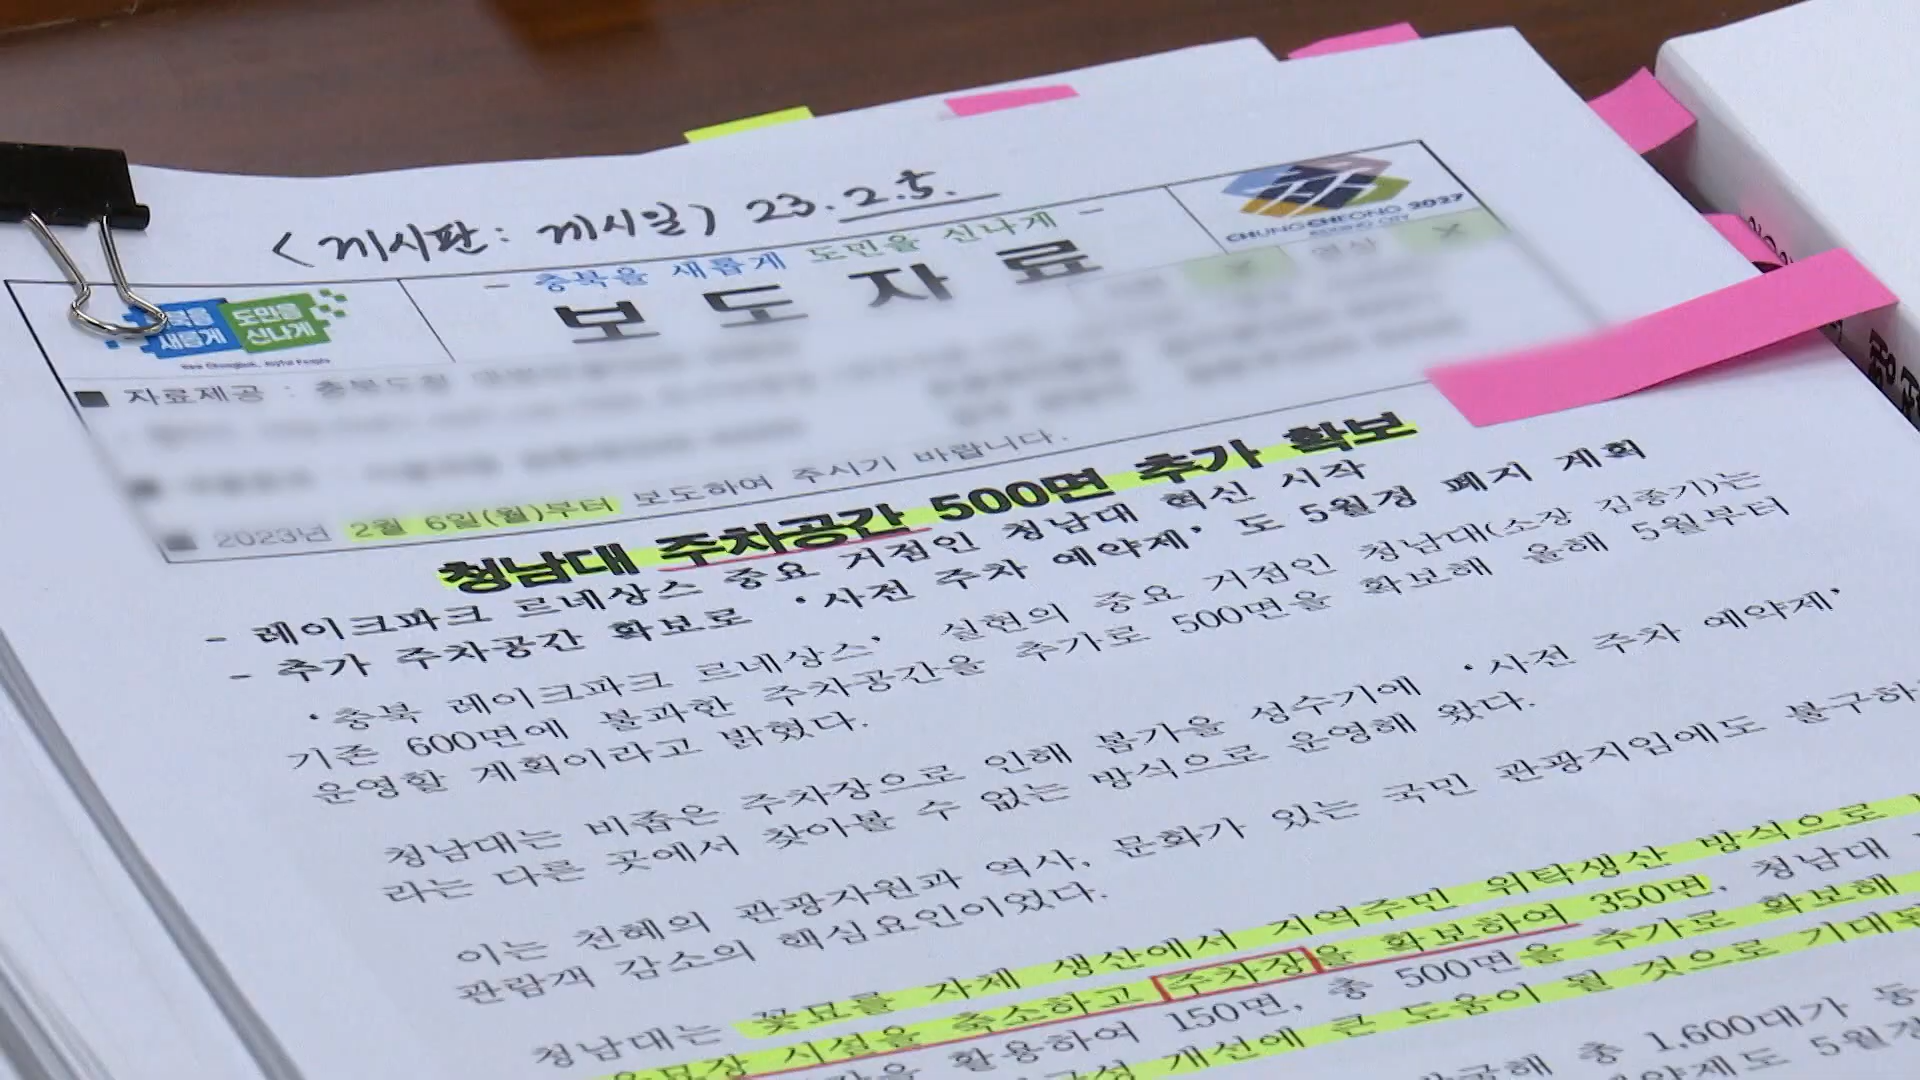 <게시판: 게시일) 23.2.5.
- 충북을 새롭게 도민을 신나게 -
보도자료
CHUNGCHEONG 2027
새롭게
도민을
신나게
■ 자료제공 : 충북도청
■ 2023년 2월 6일(월)부터 보도하여 주시기 바랍니다.
청남대 주차공간 500면 추가 확보
- 레이크파크 르네상스 중요 거점인 청남대 혁신 시작
- 추가 주차공간 확보로 ‘사전 주차 예약제’ 도 5월경 폐지 계획
‘충북 레이크파크 르네상스’ 실현의 중요 거점인 청남대(소장 김종기)는
기존 600면에 불과한 주차공간을 추가로 500면을 확보해 올해 5월부터
운영할 계획이라고 밝혔다.
청남대는 비좁은 주차장으로 인해 봄가을 성수기에 ‘사전 주차 예약제’
라는 다른 곳에서 찾아볼 수 없는 방식으로 운영해 왔다.
이는 천혜의 관광자원과 역사, 문화가 있는 국민 관광지임에도 불구하
관람객 감소의 핵심요인이었다.
청남대는 꽃묘를 자체 생산에서 지역주민 위탁생산 방식으로
시설을 축소하고 주차장을 확보하여 350면, 청남대
활용하여 150면, 총 500면을 추가로 확보해
개선에 큰 도움이 될 것으로 기대
총 1,600대가
5월